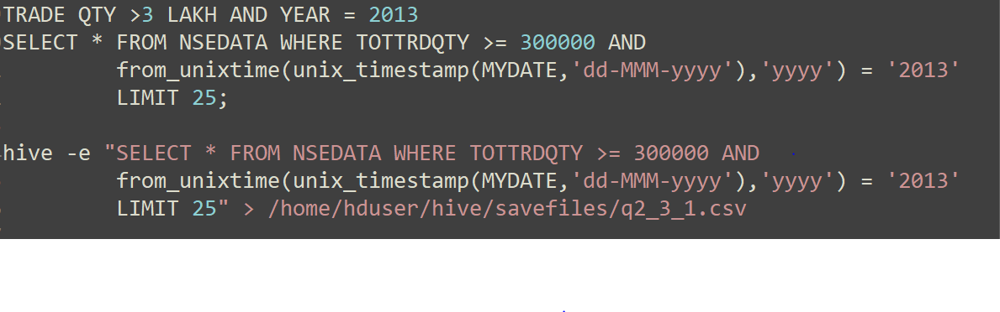 TRADE QTY >3 LAKH AND YEAR = 2013
SELECT * FROM NSEDATA WHERE TOTTRDQTY >= 300000 AND
from_unixtime(unix_timestamp(MYDATE,'dd-MMM-yyyy'),'yyyy') = '2013'
LIMIT 25;
hive -e "SELECT * FROM NSEDATA WHERE TOTTRDQTY >= 300000 AND
from_unixtime(unix_timestamp(MYDATE,'dd-MMM-yyyy'),'yyyy') = '2013'
LIMIT 25" > /home/hduser/hive/savefiles/q2_3_1.csv